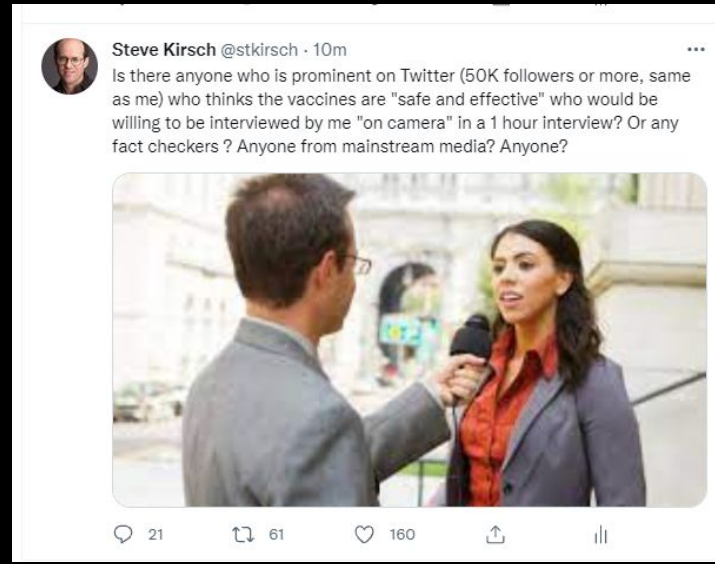 Steve Kirsch @stkirsch · 10m
Is there anyone who is prominent on Twitter (50K followers or more, same
as me) who thinks the vaccines are "safe and effective" who would be
willing to be interviewed by me "on camera" in a 1 hour interview? Or any
fact checkers ? Anyone from mainstream media? Anyone?
21 61 160